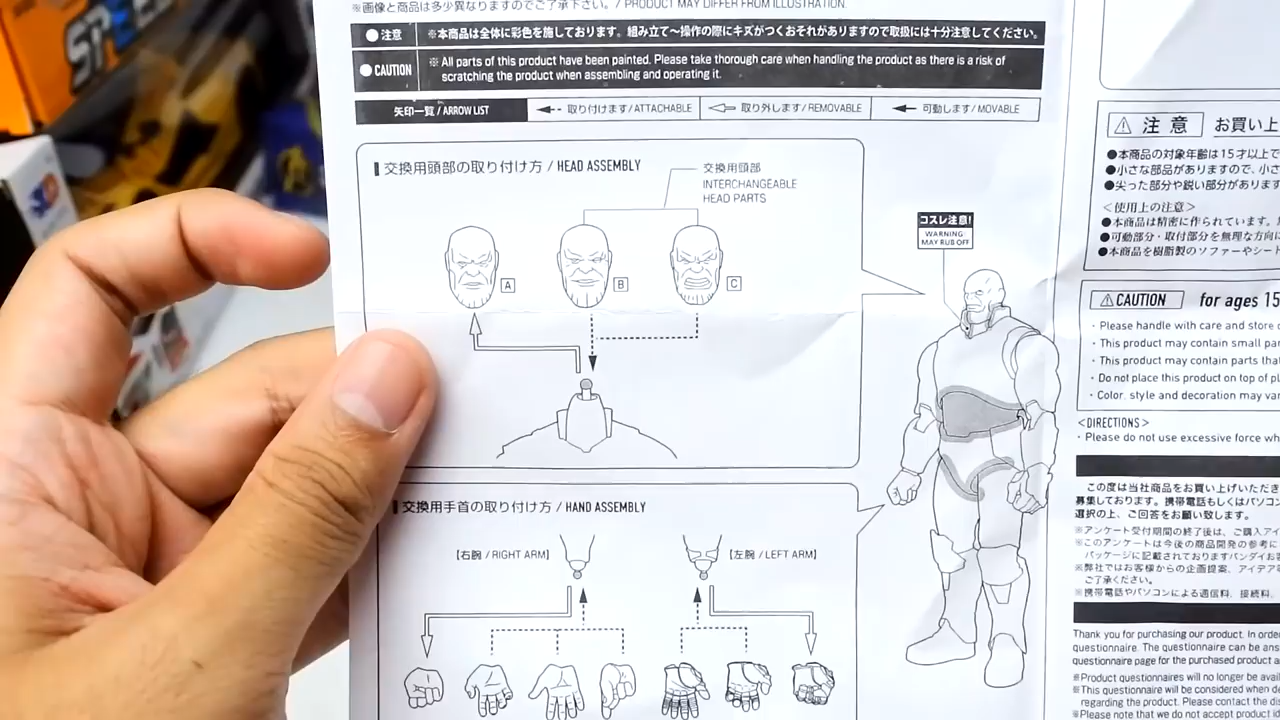 SPEE
※画像と商品は多少異なりますのでご了承下さい。/ PRODUCT MAY DIFFER FROM ILLUSTRATION.
●注意 ※本商品は全体に彩色を施しております。組み立て〜操作の際にキズがつくおそれがありますので取扱には十分注意してください。
●CAUTION ※All parts of this product have been painted. Please take thorough care when handling the product as there is a risk of
scratching the product when assembling and operating it.
矢印一覧 / ARROW LIST 取り付けます/ATTACHABLE 取り外します/REMOVABLE 可動します/MOVABLE
交換用頭部の取り付け方 / HEAD ASSEMBLY
交換用頭部
INTERCHANGEABLE
HEAD PARTS
A
B
C
コスレ注意!
WARNING
MAY RUB OFF
交換用手首の取り付け方 / HAND ASSEMBLY
【右腕 / RIGHT ARM】
【左腕 / LEFT ARM】
⚠ 注意 お買い上
●本商品の対象年齢は15才以上で
●小さな部品がありますので、小さ
●尖った部分や鋭い部分があります
＜使用上の注意＞
●本商品は精密に作られています。
●可動部分・取付部分を無理な方向に
●本商品を樹脂製のソファーやシート
⚠CAUTION for ages 15
・Please handle with care and store
・This product may contain small par
・This product may contain parts that
・Do not place this product on top of
・Color, style and decoration may var
<DIRECTIONS>
・Please do not use excessive force wh
この度は当社商品をお買い上げいただき
募集しております。携帯電話もしくはパソコン
選択の上、ご回答をお願い致します。
※アンケート受付期間の終了後は、ご購入アイ
※このアンケートは今後の商品開発の参考に
パッケージに記載されておりますバンダイお客
※弊社ではお客様からの企画提案、アイデア
ご了承ください。
※携帯電話やパソコンによる通信料、接続料、
Thank you for purchasing our product. In order
questionnaire. The questionnaire can be ans
questionnaire page for the purchased product a
※Product questionnaires will no longer be avail
※This questionnaire will be considered when de
regarding the product. Please contact the di
※Please note that we do not accept product id